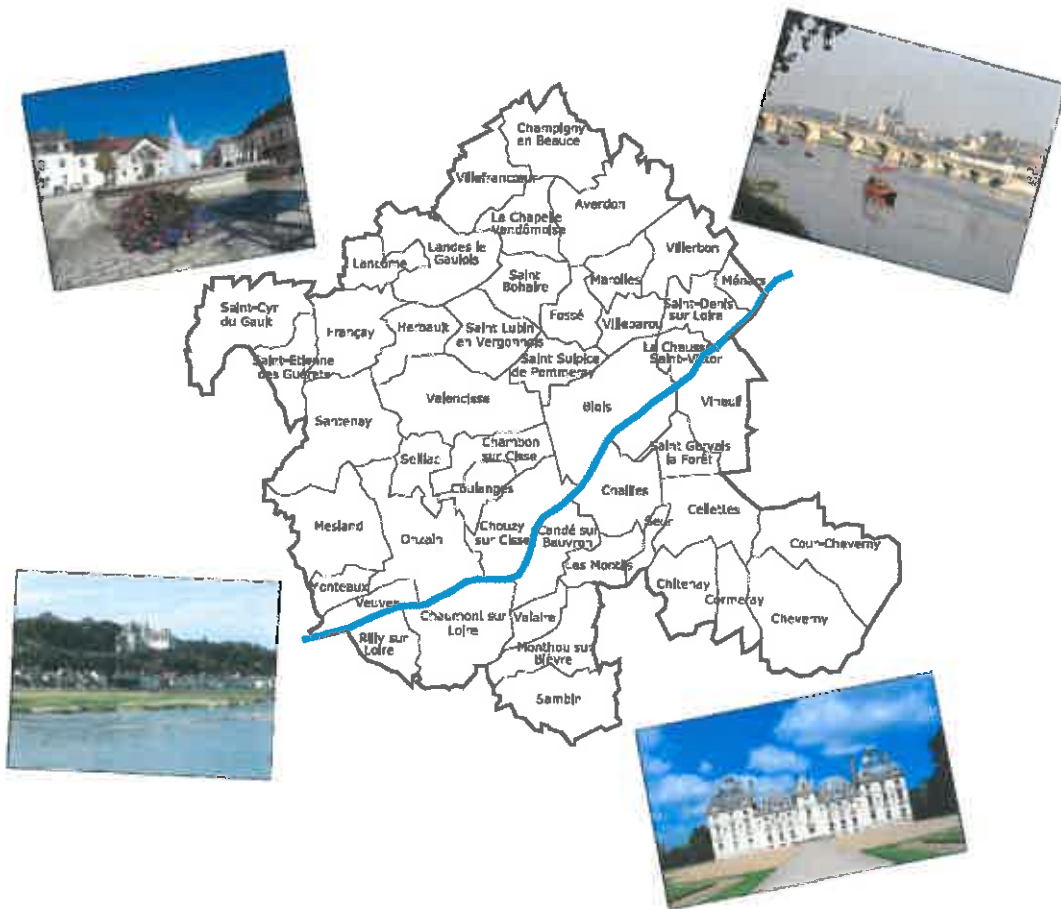 Champigny
en Beauce
Villefrancœur
Averdon
La Chapelle
Vendômoise
Landes le
Gaulois
Lancôme
Villerbon
Saint
Bohaire
Marolles
Ménars
Saint-Cyr
du Gault
Françay
Herbault
Saint Lubin
en Vergonnois
Fossé
Villebarou
Saint-Denis
sur Loire
La Chaussée
Saint-Victor
Saint-Etienne
des Guérets
Saint Sulpice
de Pommeray
Santenay
Valencisse
Blois
Vineuil
Chambon
sur Cisse
Seillac
Coulanges
Saint Gervais
la Forêt
Chailles
Cellettes
Mesland
Onzain
Chouzy
sur Cisse
Candé sur
Beuvron
Seur
Cour-Cheverny
Les Montils
Monteaux
Veuves
Chitenay
Cormeray
Cheverny
Rilly sur
Loire
Chaumont sur
Loire
Valaire
Monthou sur
Bièvre
Sambin